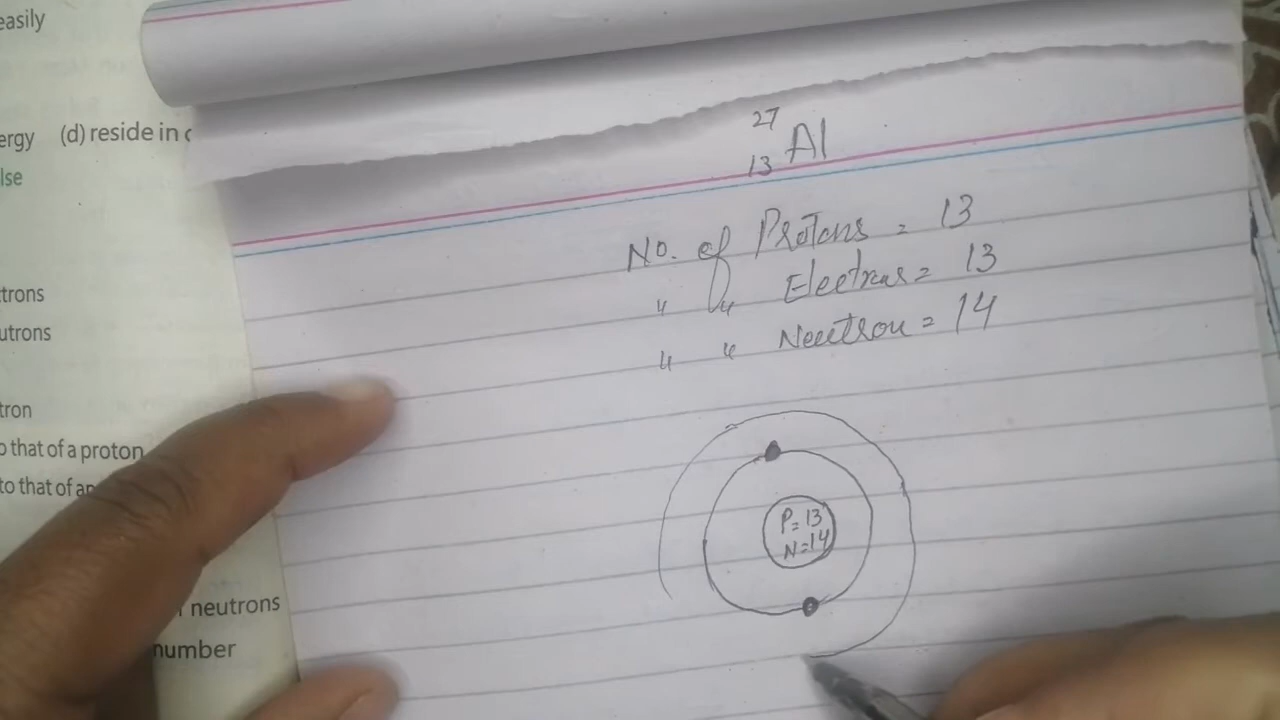 easily
ergy (d) reside in
lse
trons
utrons
tron
o that of a proton
to that of an
neutrons
number
27
13 Al
No. of Protons = 13
" " Electrons = 13
" " Neutron = 14
P = 13
N = 14